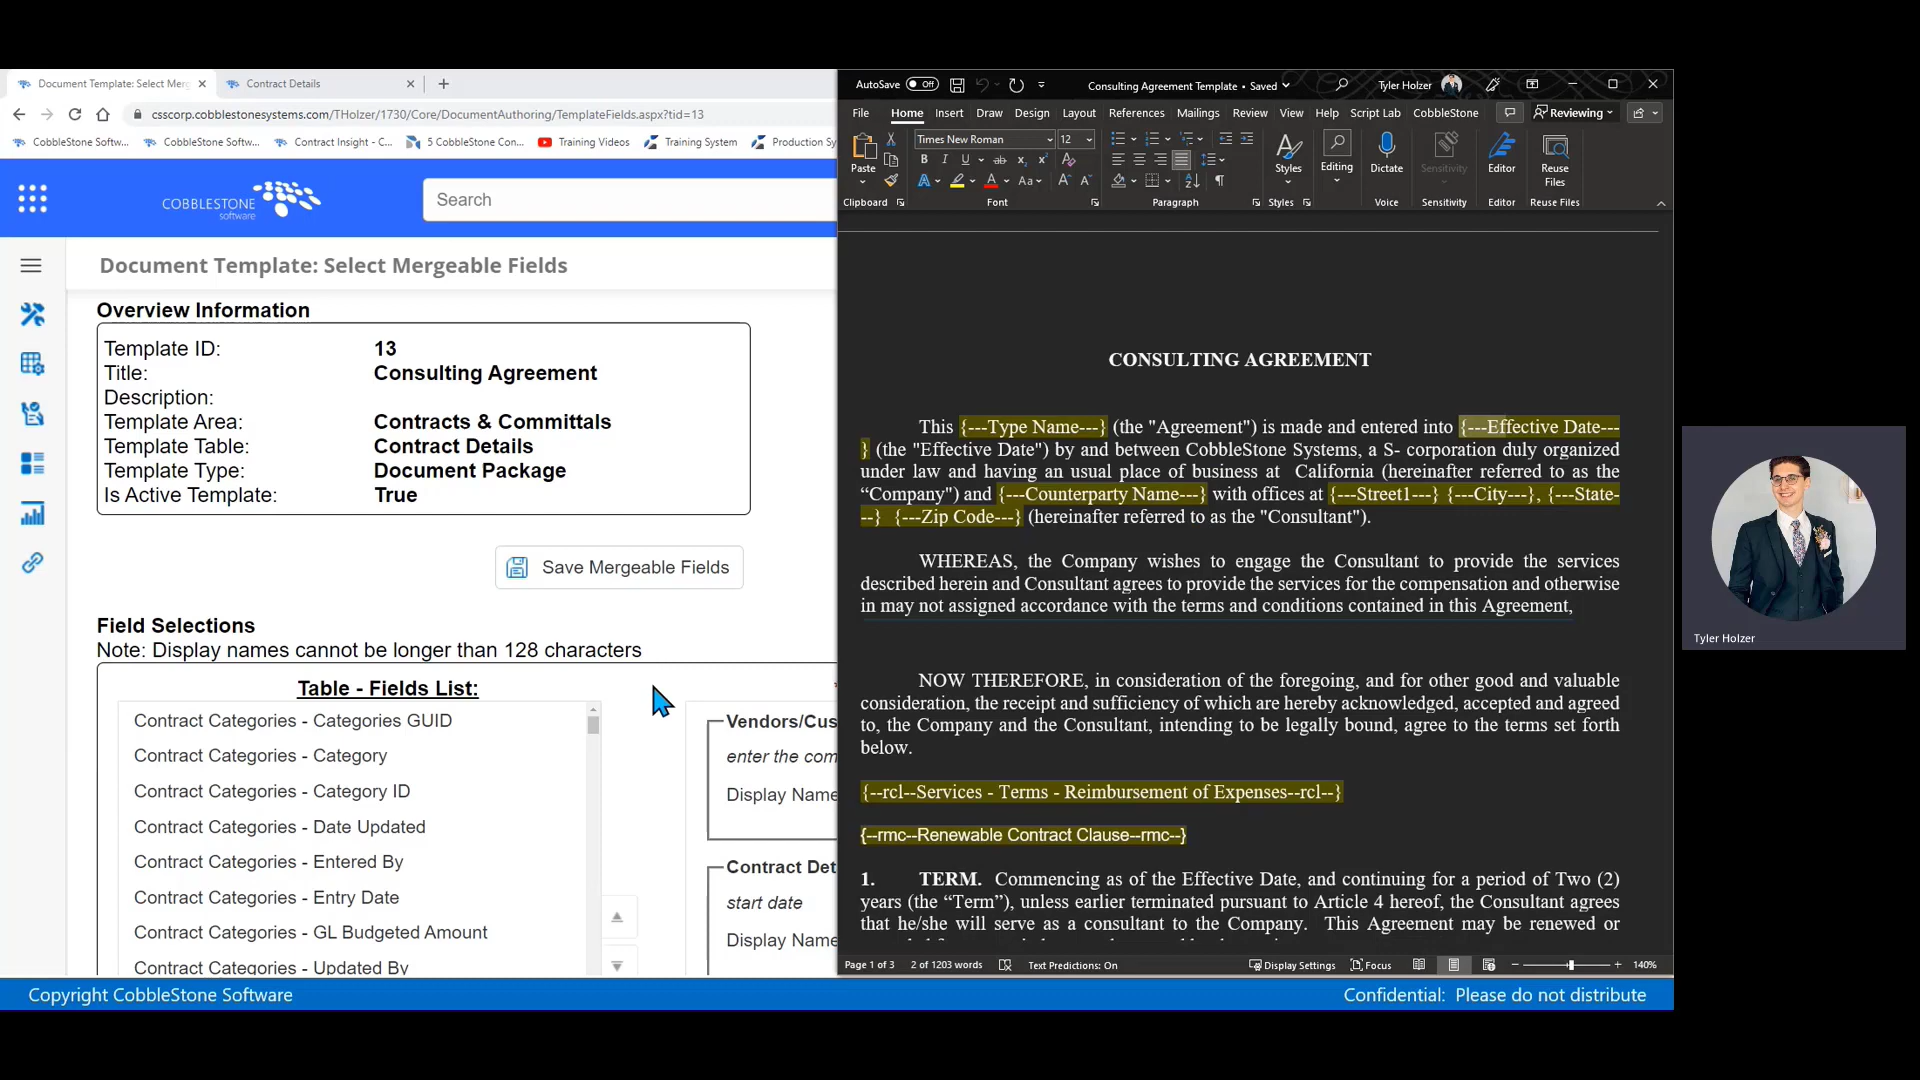 Document Template: Select Merg
Contract Details
csscorp.cobblestonesystems.com/THolzer/1730/Core/DocumentAuthoring/TemplateFields.aspx?tid=13
CobbleStone Softw...
CobbleStone Softw...
Contract Insight - C...
5 CobbleStone Con...
Training Videos
Training System
Production Sy
COBBLESTONE
software
Search
Document Template: Select Mergeable Fields
Overview Information
Template ID: 13
Title: Consulting Agreement
Description:
Template Area: Contracts & Committals
Template Table: Contract Details
Template Type: Document Package
Is Active Template: True
Save Mergeable Fields
Field Selections
Note: Display names cannot be longer than 128 characters
Table - Fields List:
Contract Categories - Categories GUID
Contract Categories - Category
Contract Categories - Category ID
Contract Categories - Date Updated
Contract Categories - Entered By
Contract Categories - Entry Date
Contract Categories - GL Budgeted Amount
Contract Categories - Updated By
Vendors/Cus
enter the com
Display Name
Contract Det
start date
Display Name
AutoSave Off
Consulting Agreement Template • Saved
Tyler Holzer
File Home Insert Draw Design Layout References Mailings Review View Help Script Lab CobbleStone
Reviewing
Paste
Times New Roman 12
B I U ab x2 x2
A A Aa A A
Styles
Editing
Dictate
Sensitivity
Editor
Reuse
Files
Clipboard Font Paragraph Styles Voice Sensitivity Editor Reuse Files
CONSULTING AGREEMENT
This {---Type Name---} (the "Agreement") is made and entered into {---Effective Date---
} (the "Effective Date") by and between CobbleStone Systems, a S- corporation duly organized
under law and having an usual place of business at California (hereinafter referred to as the
“Company") and {---Counterparty Name---} with offices at {---Street1---} {---City---}, {---State-
--} {---Zip Code---} (hereinafter referred to as the "Consultant").
WHEREAS, the Company wishes to engage the Consultant to provide the services
described herein and Consultant agrees to provide the services for the compensation and otherwise
in may not assigned accordance with the terms and conditions contained in this Agreement,
NOW THEREFORE, in consideration of the foregoing, and for other good and valuable
consideration, the receipt and sufficiency of which are hereby acknowledged, accepted and agreed
to, the Company and the Consultant, intending to be legally bound, agree to the terms set forth
below.
{--rcl--Services - Terms - Reimbursement of Expenses--rcl--}
{--rmc--Renewable Contract Clause--rmc--}
1. TERM. Commencing as of the Effective Date, and continuing for a period of Two (2)
years (the “Term”), unless earlier terminated pursuant to Article 4 hereof, the Consultant agrees
that he/she will serve as a consultant to the Company. This Agreement may be renewed or
Page 1 of 3 2 of 1203 words Text Predictions: On Display Settings Focus 140%
Tyler Holzer
Copyright CobbleStone Software
Confidential: Please do not distribute